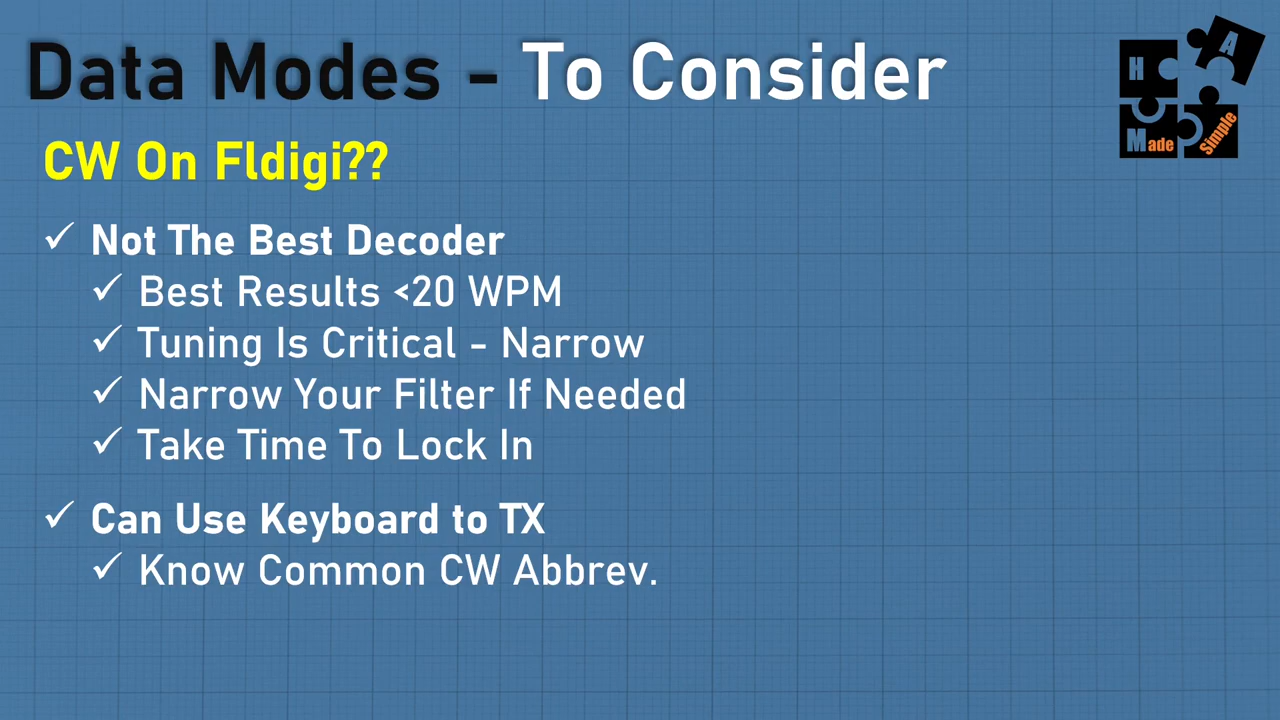 Data Modes - To Consider
H A
Made Simple
CW On Fldigi??
Not The Best Decoder
Best Results <20 WPM
Tuning Is Critical - Narrow
Narrow Your Filter If Needed
Take Time To Lock In
Can Use Keyboard to TX
Know Common CW Abbrev.